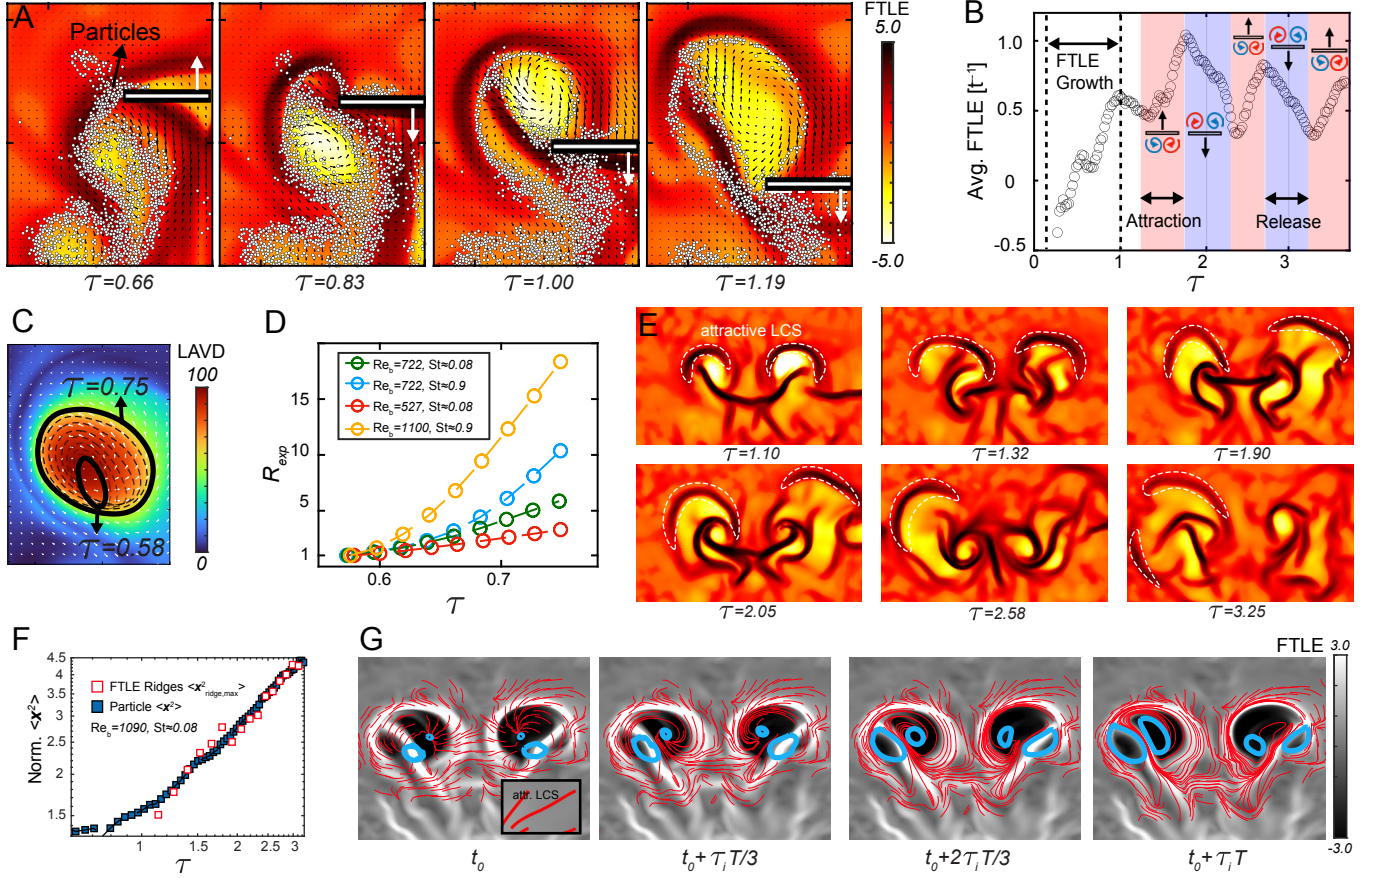 A
Particles
FTLE
5.0
-5.0
τ=0.66
τ=0.83
τ=1.00
τ=1.19
B
Avg. FTLE [t⁻¹]
1.0
0.5
0
-0.5
FTLE
Growth
Attraction
Release
0
1
2
3
τ
C
LAVD
100
0
τ=0.75
τ=0.58
D
R_exp
15
10
5
1
Re_b=722, St≈0.08
Re_b=722, St≈0.9
Re_b=527, St≈0.08
Re_b=1100, St≈0.9
0.6
0.7
τ
E
attractive LCS
τ=1.10
τ=1.32
τ=1.90
τ=2.05
τ=2.58
τ=3.25
F
Norm. <x²>
4.5
4
3.5
3
2.5
2
1.5
FTLE Ridges <x²_ridge,max>
Particle <x²>
Re_b=1090, St≈0.08
1
1.5
2
2.5
3
τ
G
FTLE
3.0
-3.0
attr. LCS
t₀
t₀+τᵢT/3
t₀+2τᵢT/3
t₀+τᵢT